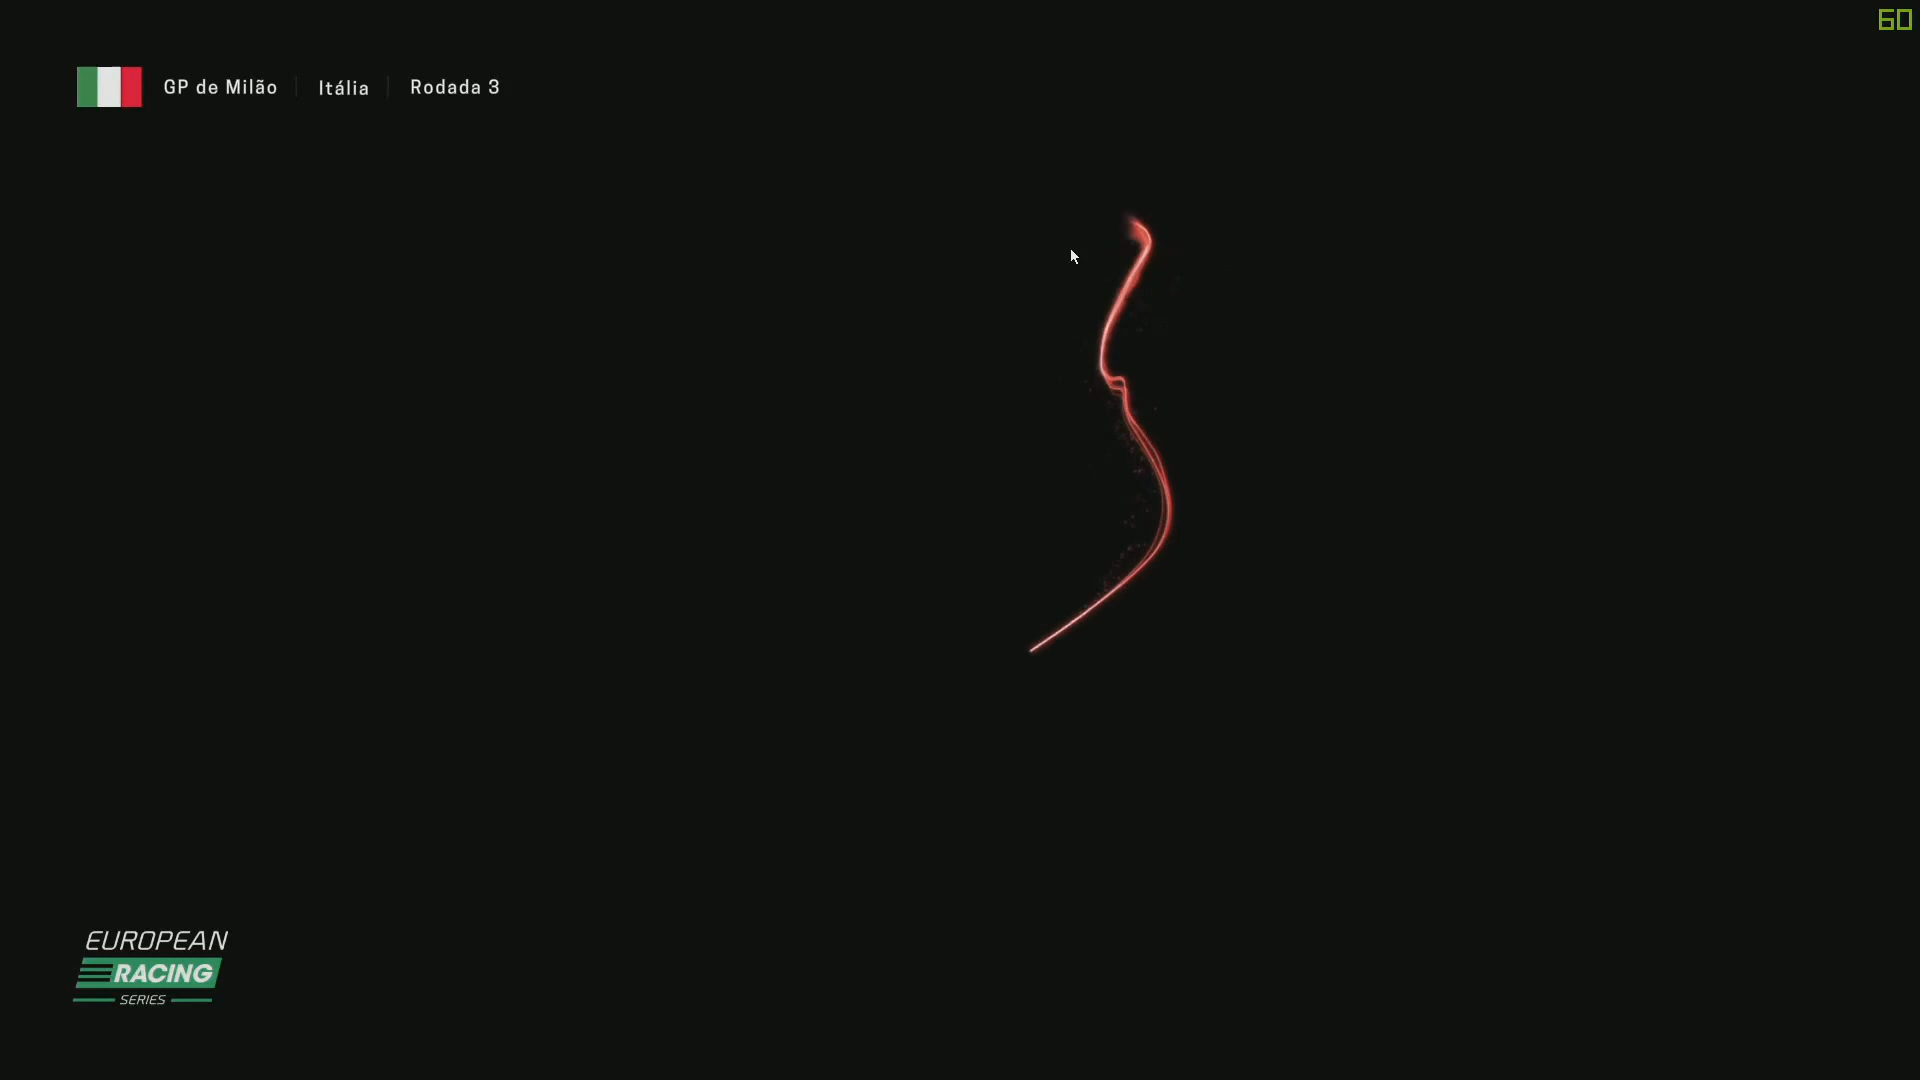 60
GP de Milão
Itália
Rodada 3
EUROPEAN
RACING
SERIES